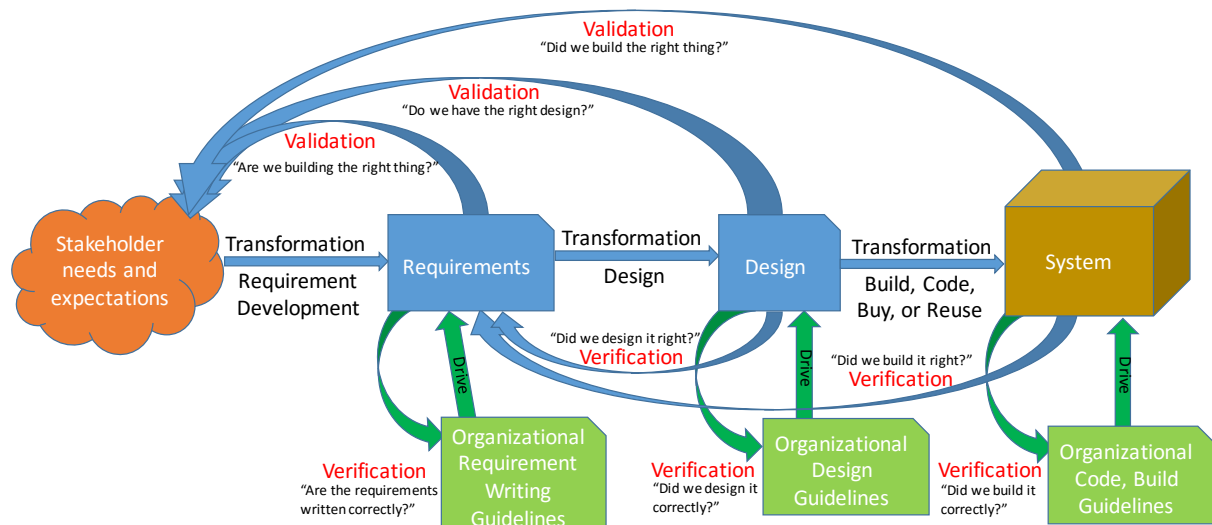 Validation
“Did we build the right thing?”
Validation
“Do we have the right design?”
Validation
“Are we building the right thing?”
Stakeholder
needs and
expectations
Transformation
Requirement
Development
Requirements
Transformation
Design
Design
Transformation
Build, Code,
Buy, or Reuse
System
“Did we design it right?”
Verification
“Did we build it right?”
Verification
Drive
Drive
Drive
Verification
“Are the requirements
written correctly?”
Organizational
Requirement
Writing
Guidelines
Verification
“Did we design it
correctly?”
Organizational
Design
Guidelines
Verification
“Did we build it
correctly?”
Organizational
Code, Build
Guidelines